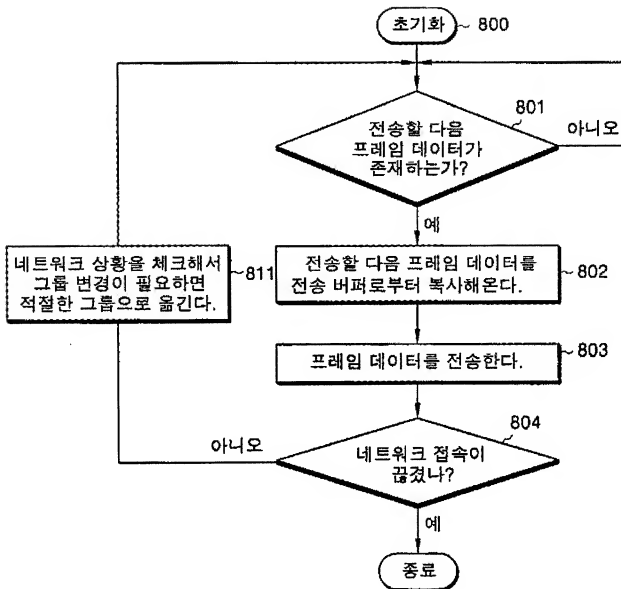 초기화
800
801
전송할 다음
프레임 데이터가
존재하는가?
아니오
예
네트워크 상황을 체크해서
그룹 변경이 필요하면
적절한 그룹으로 옮긴다.
811
전송할 다음 프레임 데이터를
전송 버퍼로부터 복사해온다.
802
프레임 데이터를 전송한다.
803
804
아니오
네트워크 접속이
끊겼나?
예
종료